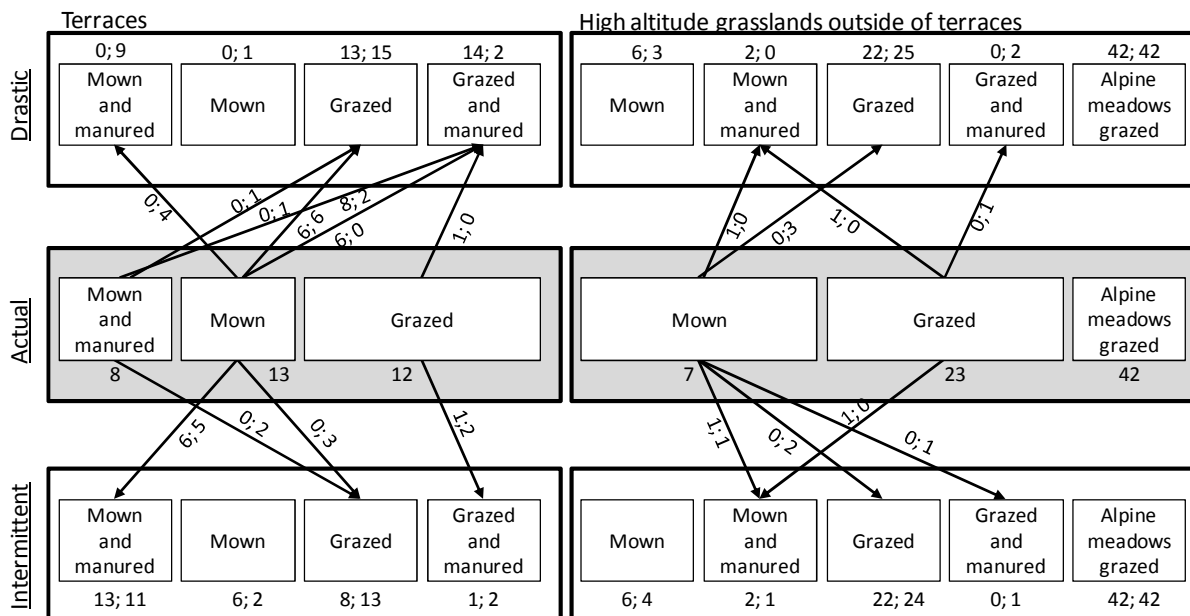 Terraces
High altitude grasslands outside of terraces
Drastic
0; 9
0; 1
13; 15
14; 2
6; 3
2; 0
22; 25
0; 2
42; 42
Mown
and
manured
Mown
Grazed
Grazed
and
manured
Mown
Mown
and
manured
Grazed
Grazed
and
manured
Alpine
meadows
grazed
0; 4
0; 1
0; 1
6; 6
8; 2
6; 0
1; 0
1;0
0;3
1; 0
0; 1
Actual
Mown
and
manured
Mown
Grazed
Mown
Grazed
Alpine
meadows
grazed
8
13
12
7
23
42
6; 5
0; 2
0; 3
1;2
1;1
0; 2
1; 0
0; 1
Intermittent
Mown
and
manured
Mown
Grazed
Grazed
and
manured
Mown
Mown
and
manured
Grazed
Grazed
and
manured
Alpine
meadows
grazed
13; 11
6; 2
8; 13
1; 2
6; 4
2; 1
22; 24
0; 1
42; 42